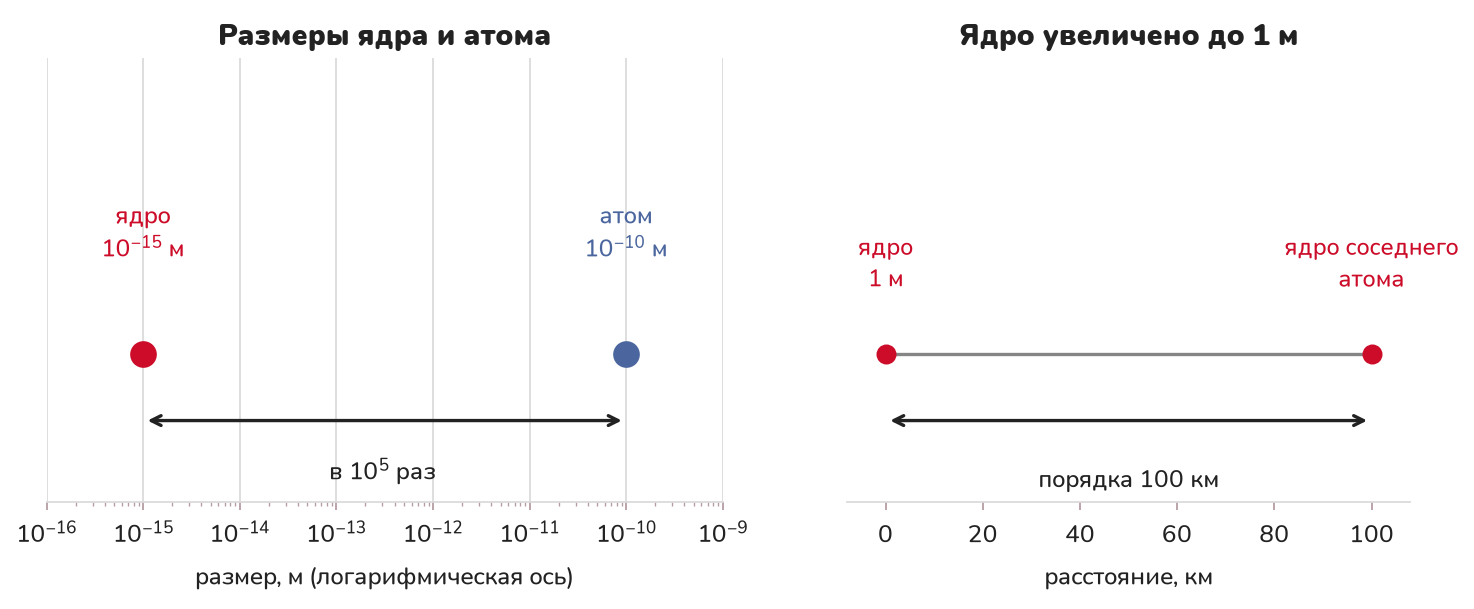 Размеры ядра и атома
ядро
10⁻¹⁵ м
атом
10⁻¹⁰ м
в 10⁵ раз
10⁻¹⁶ 10⁻¹⁵ 10⁻¹⁴ 10⁻¹³ 10⁻¹² 10⁻¹¹ 10⁻¹⁰ 10⁻⁹
размер, м (логарифмическая ось)
Ядро увеличено до 1 м
ядро
1 м
ядро соседнего
атома
порядка 100 км
0 20 40 60 80 100
расстояние, км